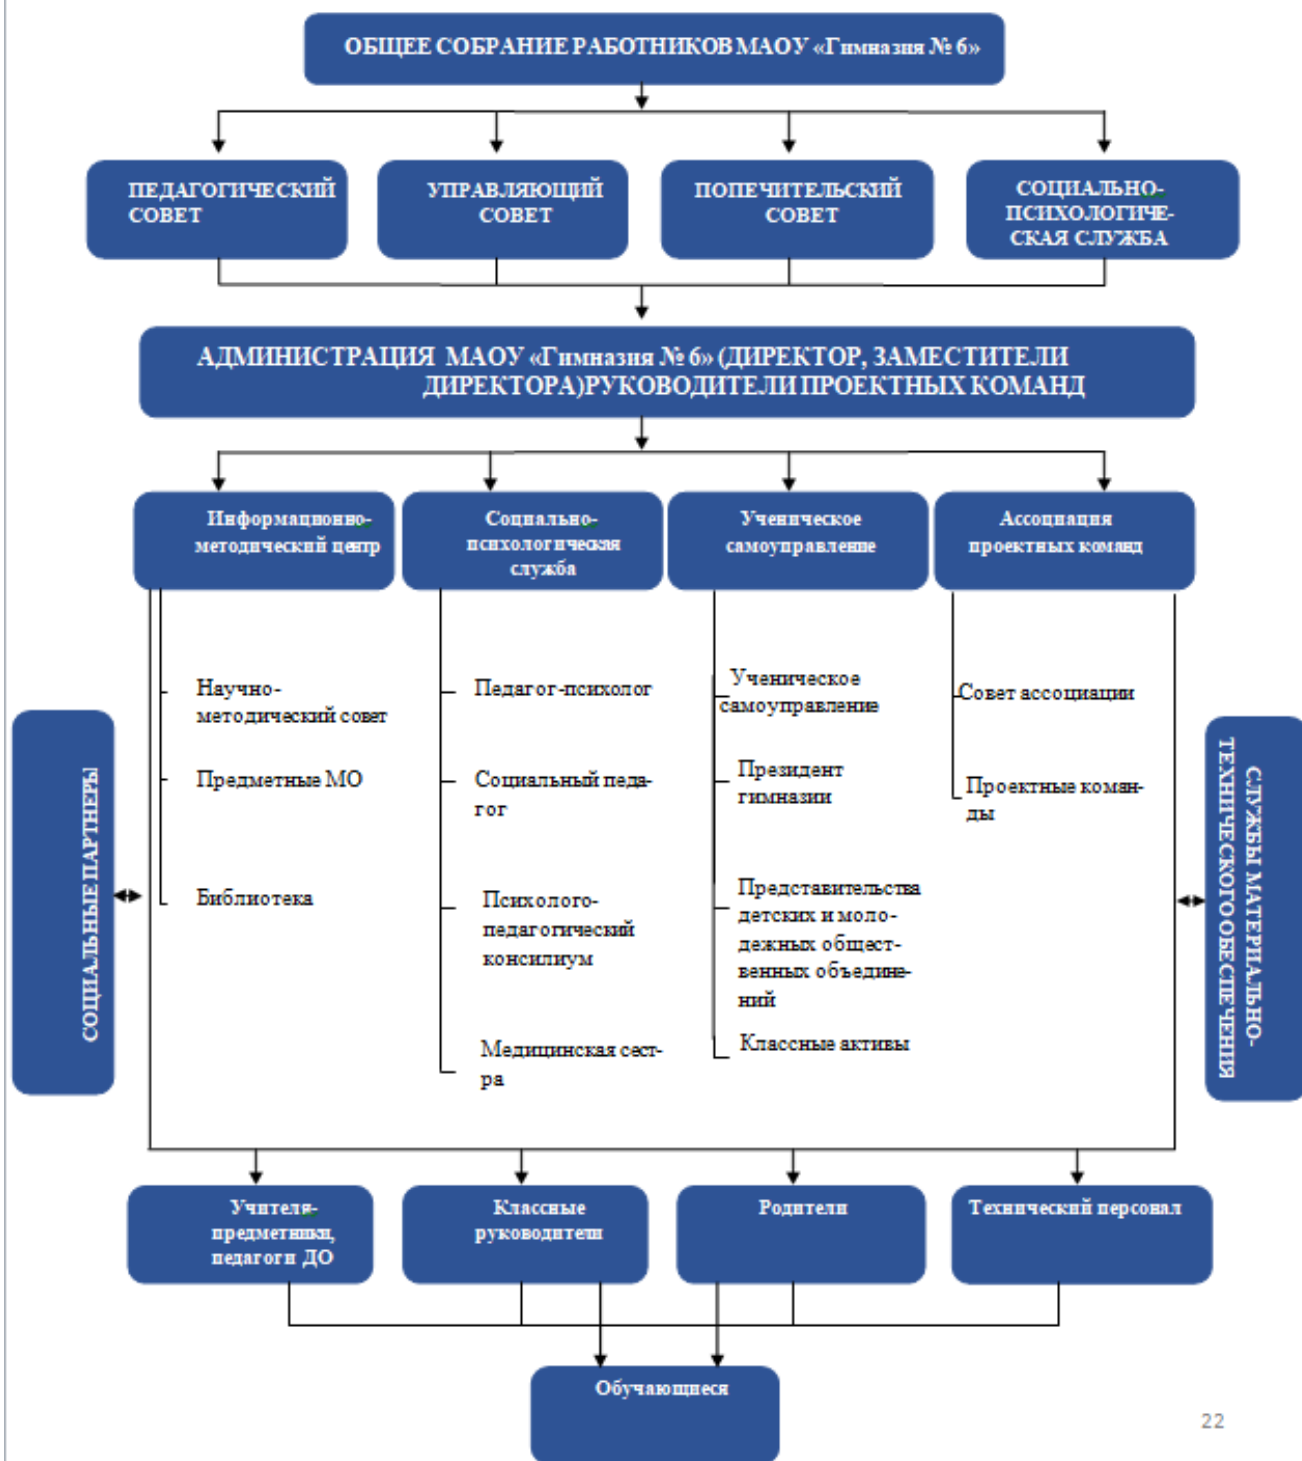 ОБЩЕЕ СОБРАНИЕ РАБОТНИКОВ МАОУ «Гимназия № 6»
ПЕДАГОГИЧЕСКИЙ
СОВЕТ
УПРАВЛЯЮЩИЙ
СОВЕТ
ПОПЕЧИТЕЛЬСКИЙ
СОВЕТ
СОЦИАЛЬНО-
ПСИХОЛОГИЧЕ-
СКАЯ СЛУЖБА
АДМИНИСТРАЦИЯ МАОУ «Гимназия № 6» (ДИРЕКТОР, ЗАМЕСТИТЕЛИ
ДИРЕКТОРА)РУКОВОДИТЕЛИ ПРОЕКТНЫХ КОМАНД
Информационно-
методический центр
Социально-
психологическая
служба
Ученическое
самоуправление
Ассоциация
проектных команд
Научно-
методический совет
Предметные МО
Библиотека
Педагог-психолог
Социальный педа-
гог
Психолого-
педагогический
консилиум
Медицинская сест-
ра
Ученическое
самоуправление
Президент
гимназии
Представительства
детских и моло-
дежных общест-
венных объедине-
ний
Классные активы
Совет ассоциации
Проектные коман-
ды
СОЦИАЛЬНЫЕ ПАРТНЕРЫ
СЛУЖБЫ МАТЕРИАЛЬНО-
ТЕХНИЧЕСКОГО ОБЕСПЕЧЕНИЯ
Учителя-
предметники,
педагоги ДО
Классные
руководители
Родители
Технический персонал
Обучающиеся
22